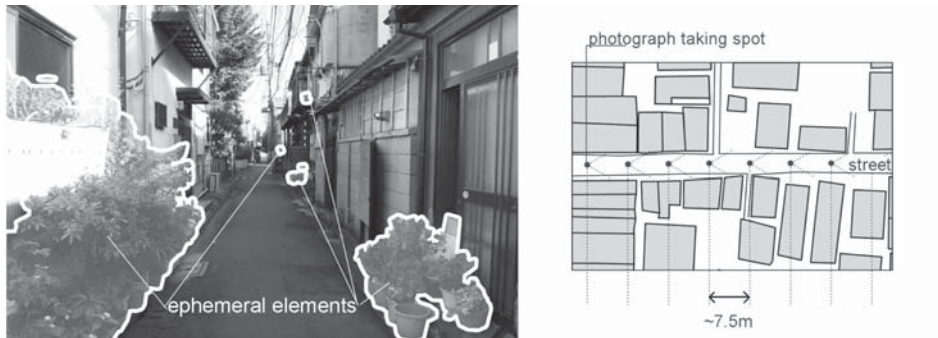 ephemeral elements
photograph taking spot
street
~7.5m